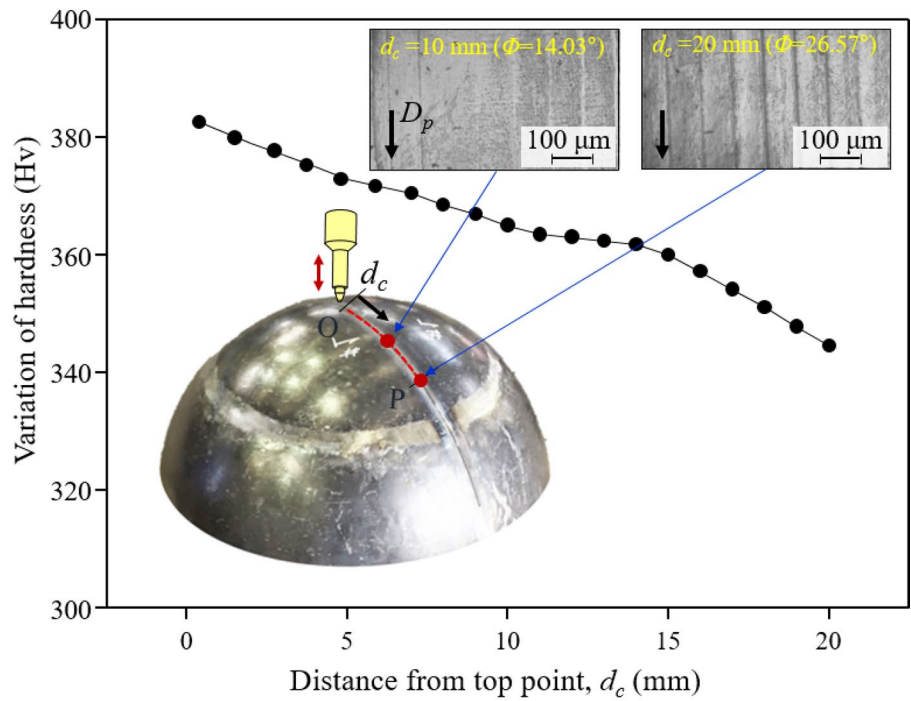 400
380
360
340
320
300
Variation of hardness (Hv)
d_c =10 mm (Φ=14.03°)
D_p
100 μm
d_c =20 mm (Φ=26.57°)
100 μm
d_c
O
P
0
5
10
15
20
Distance from top point, d_c (mm)